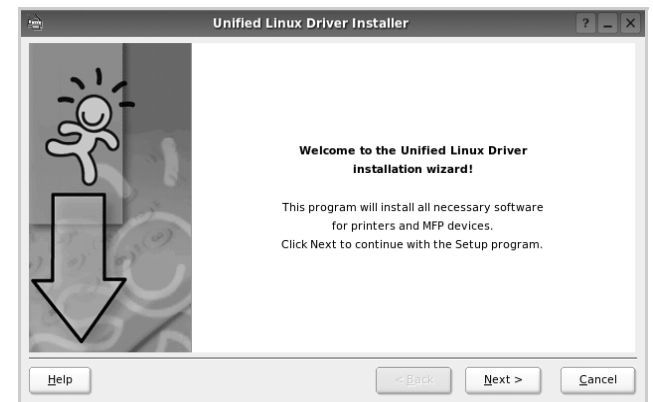 Unified Linux Driver Installer
Welcome to the Unified Linux Driver
installation wizard!
This program will install all necessary software
for printers and MFP devices.
Click Next to continue with the Setup program.
Help
< Back
Next >
Cancel